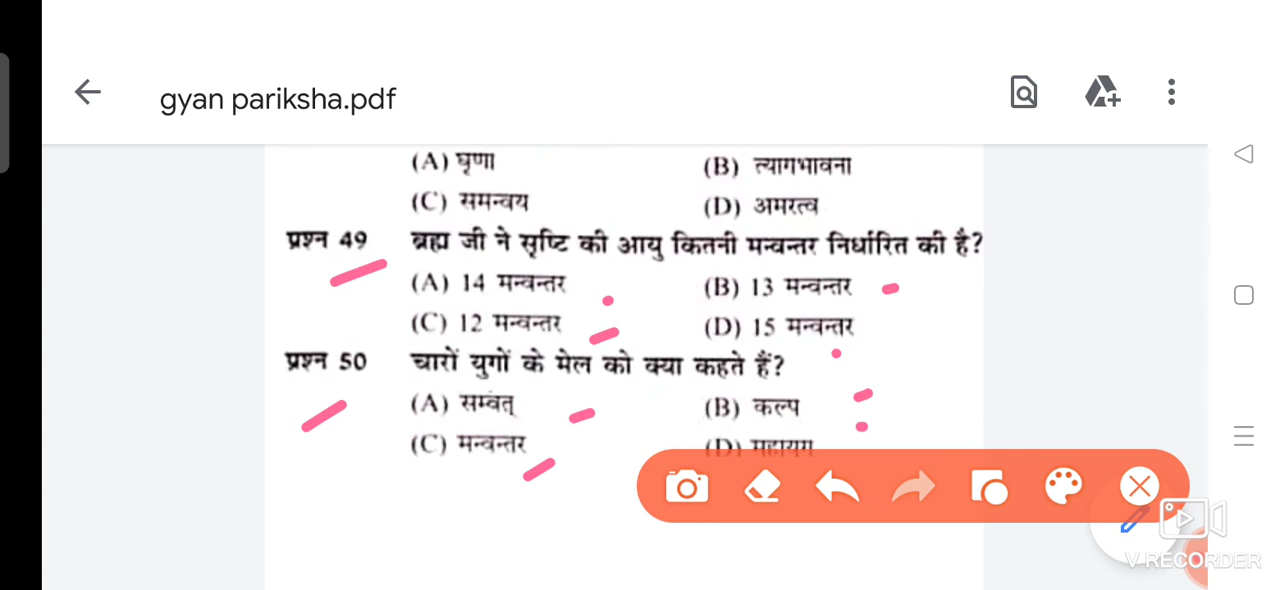 gyan pariksha.pdf
(A) घृणा (B) त्यागभावना
(C) समन्वय (D) अमरत्व
प्रश्न 49 ब्रह्म जी ने सृष्टि की आयु कितनी मन्वन्तर निर्धारित की है?
(A) 14 मन्वन्तर (B) 13 मन्वन्तर
(C) 12 मन्वन्तर (D) 15 मन्वन्तर
प्रश्न 50 चारों युगों के मेल को क्या कहते हैं?
(A) सम्वत् (B) कल्प
(C) मन्वन्तर (D) महायुग
V RECORDER